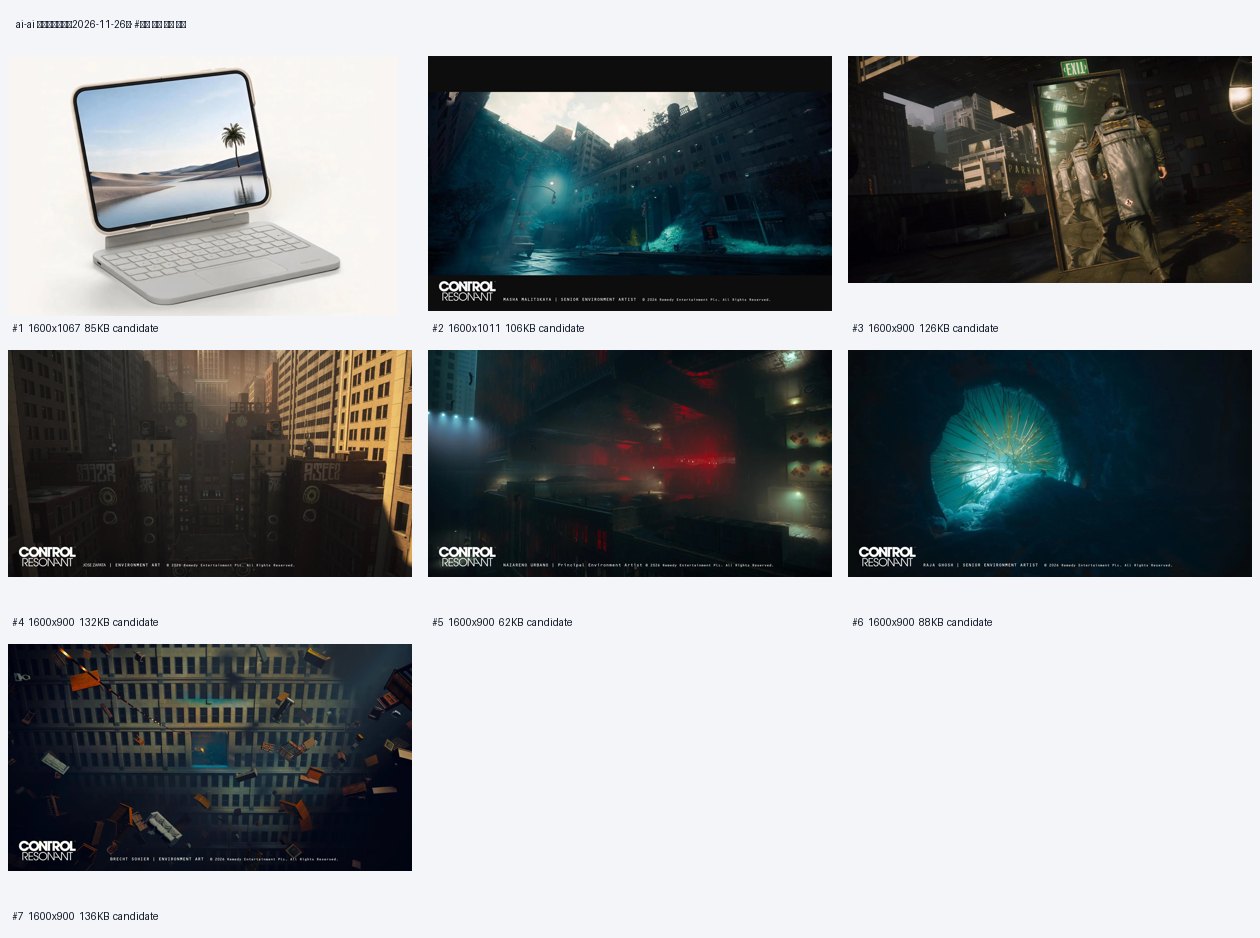 ai-ai 2026-11-26 #
EXIT
PARKING
CONTROL
RESONANT
MASHA MALITSKAYA | SENIOR ENVIRONMENT ARTIST © 2026 Remedy Entertainment Plc. All Rights Reserved.
#1 1600x1067 85KB candidate
#2 1600x1011 106KB candidate
#3 1600x900 126KB candidate
CONTROL
RESONANT
JOSE ZAPATA | ENVIRONMENT ART © 2026 Remedy Entertainment Plc. All Rights Reserved.
CONTROL
RESONANT
NAZARENO URBANO | Principal Environment Artist © 2026 Remedy Entertainment Plc. All Rights Reserved.
CONTROL
RESONANT
RAJA GHOSH | SENIOR ENVIRONMENT ARTIST © 2026 Remedy Entertainment Plc. All Rights Reserved.
#4 1600x900 132KB candidate
#5 1600x900 62KB candidate
#6 1600x900 88KB candidate
CONTROL
RESONANT
BRECHT SOHIER | ENVIRONMENT ART © 2026 Remedy Entertainment Plc. All Rights Reserved.
#7 1600x900 136KB candidate